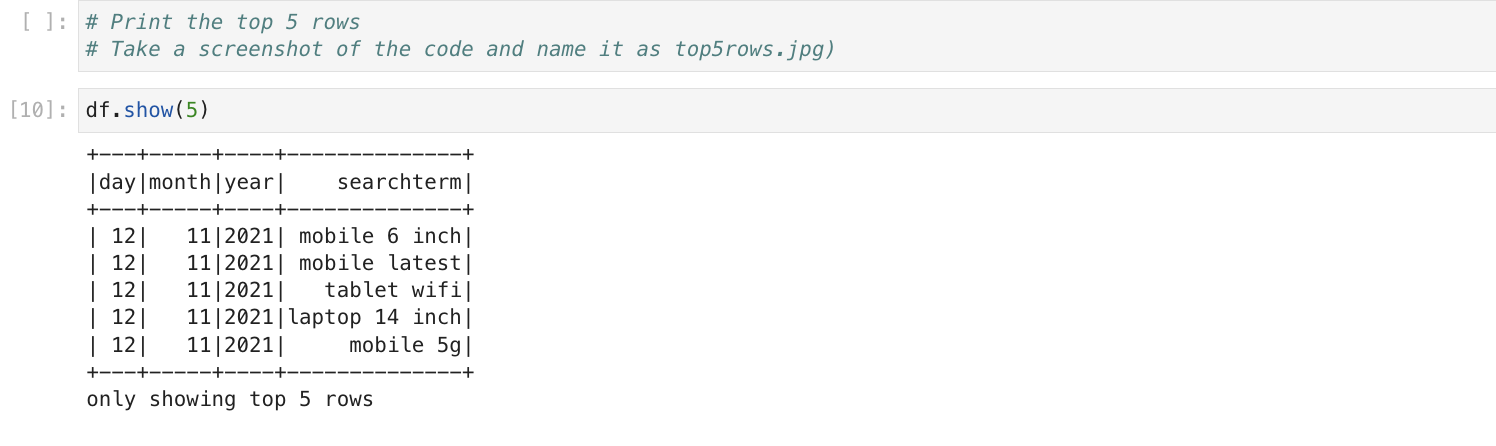 [ ]: # Print the top 5 rows
# Take a screenshot of the code and name it as top5rows.jpg)
[10]: df.show(5)
+---+-----+----+--------------+
|day|month|year|    searchterm|
+---+-----+----+--------------+
| 12|   11|2021| mobile 6 inch|
| 12|   11|2021| mobile latest|
| 12|   11|2021|   tablet wifi|
| 12|   11|2021|laptop 14 inch|
| 12|   11|2021|     mobile 5g|
+---+-----+----+--------------+
only showing top 5 rows